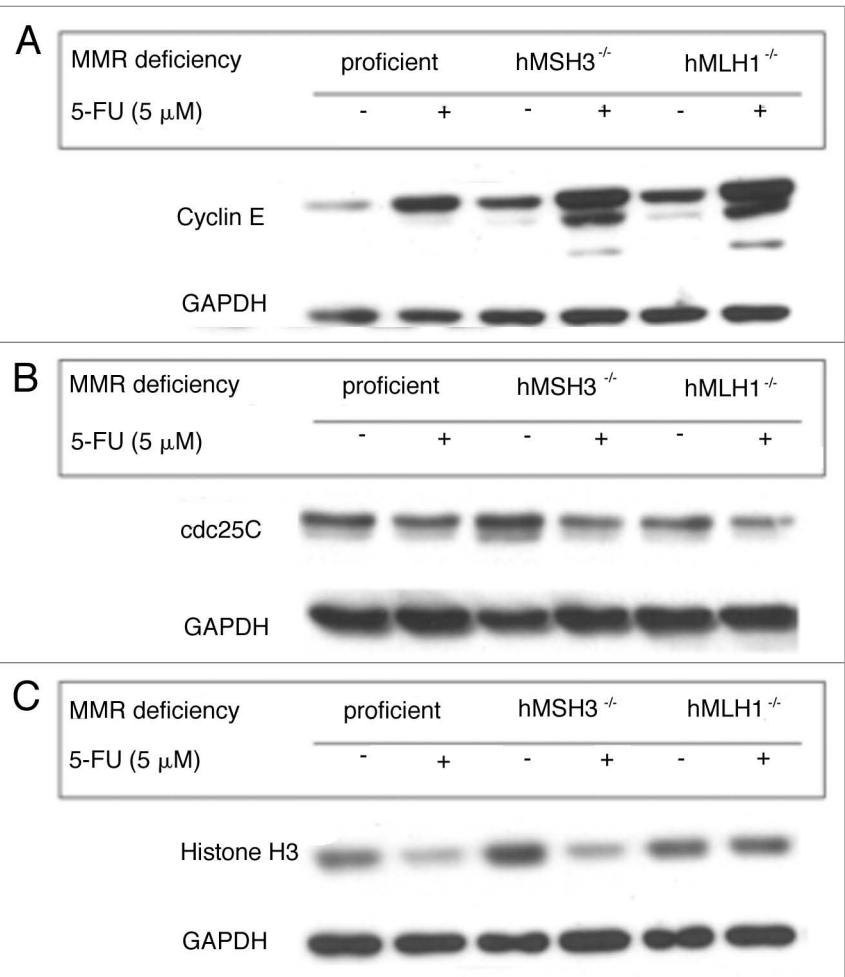 A
MMR deficiency proficient hMSH3-/- hMLH1-/-
5-FU (5 µM) - + - + - +
Cyclin E
GAPDH
B
MMR deficiency proficient hMSH3 -/- hMLH1-/-
5-FU (5 µM) - + - + - +
cdc25C
GAPDH
C
MMR deficiency proficient hMSH3 -/- hMLH1 -/-
5-FU (5 µM) - + - + - +
Histone H3
GAPDH